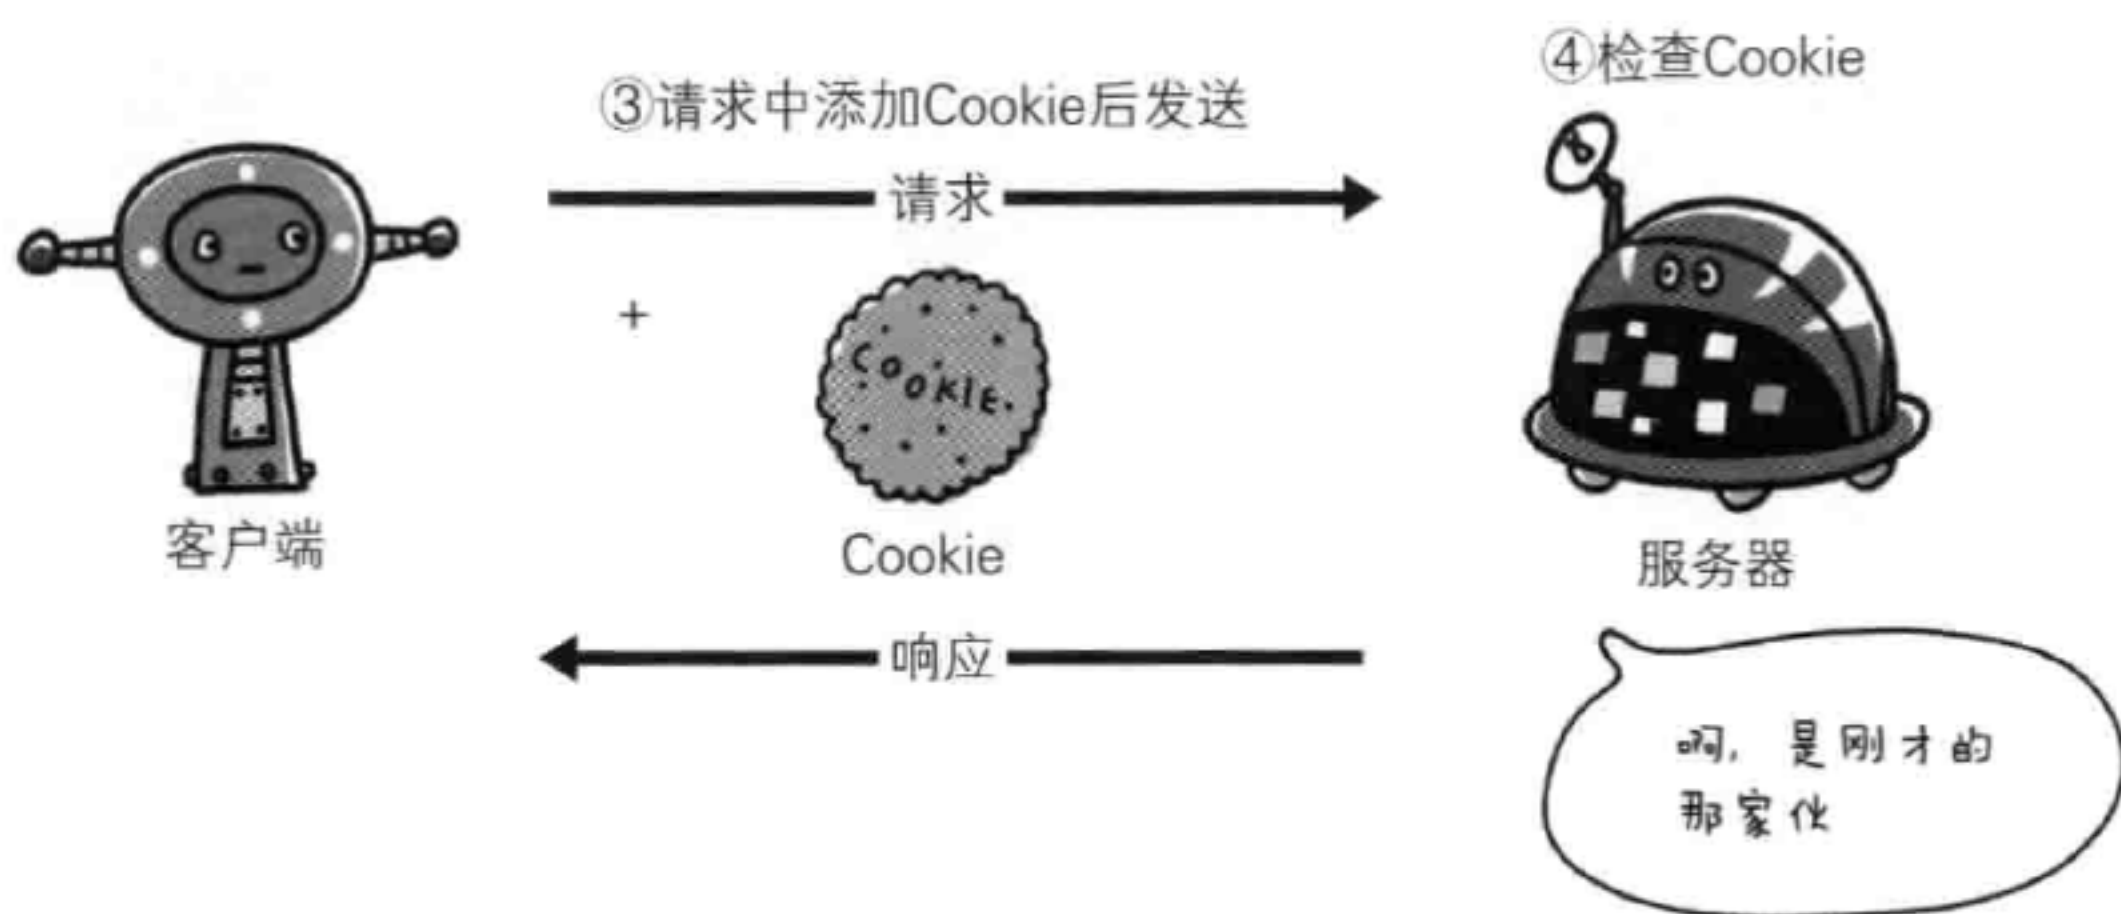 ④检查Cookie
③请求中添加Cookie后发送
请求
+
COOKIE
客户端
Cookie
服务器
响应
啊，是刚才的
那家伙